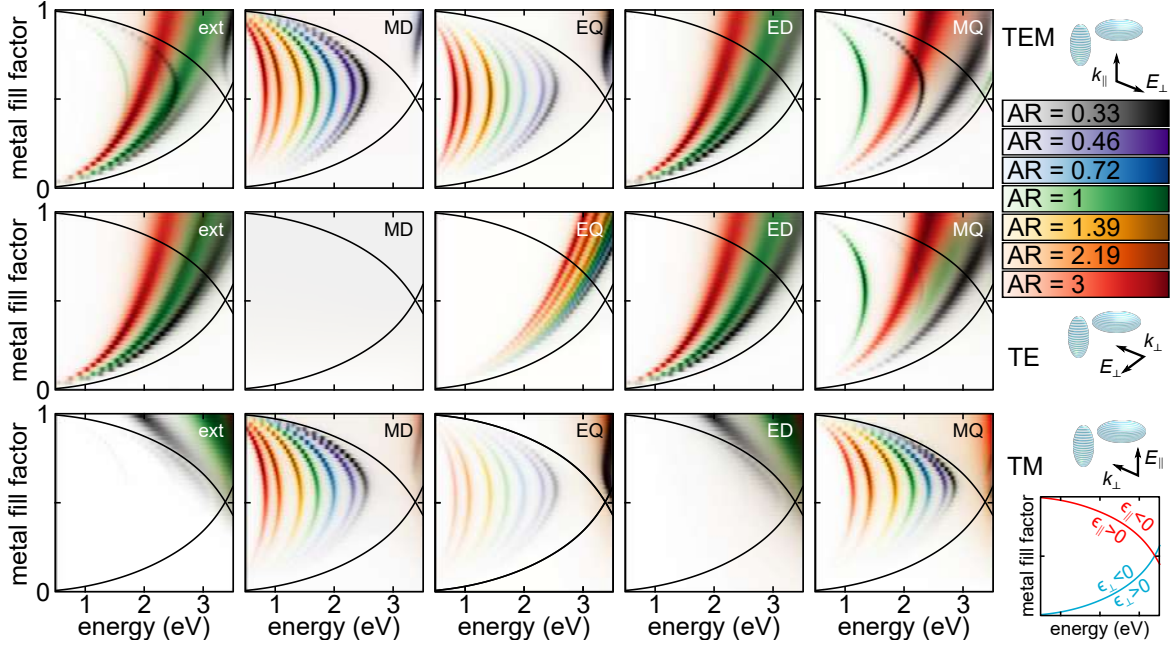 metal fill factor
1
0
ext
MD
EQ
ED
MQ
TEM
k∥
E⊥
AR = 0.33
AR = 0.46
AR = 0.72
AR = 1
AR = 1.39
AR = 2.19
AR = 3
metal fill factor
1
0
ext
MD
EQ
ED
MQ
TE
k⊥
E⊥
metal fill factor
1
0
ext
MD
EQ
ED
MQ
TM
k⊥
E∥
1 2 3
1 2 3
1 2 3
1 2 3
1 2 3
energy (eV)
energy (eV)
energy (eV)
energy (eV)
energy (eV)
metal fill factor
ε∥<0
ε∥>0
ε⊥<0
ε⊥>0
energy (eV)